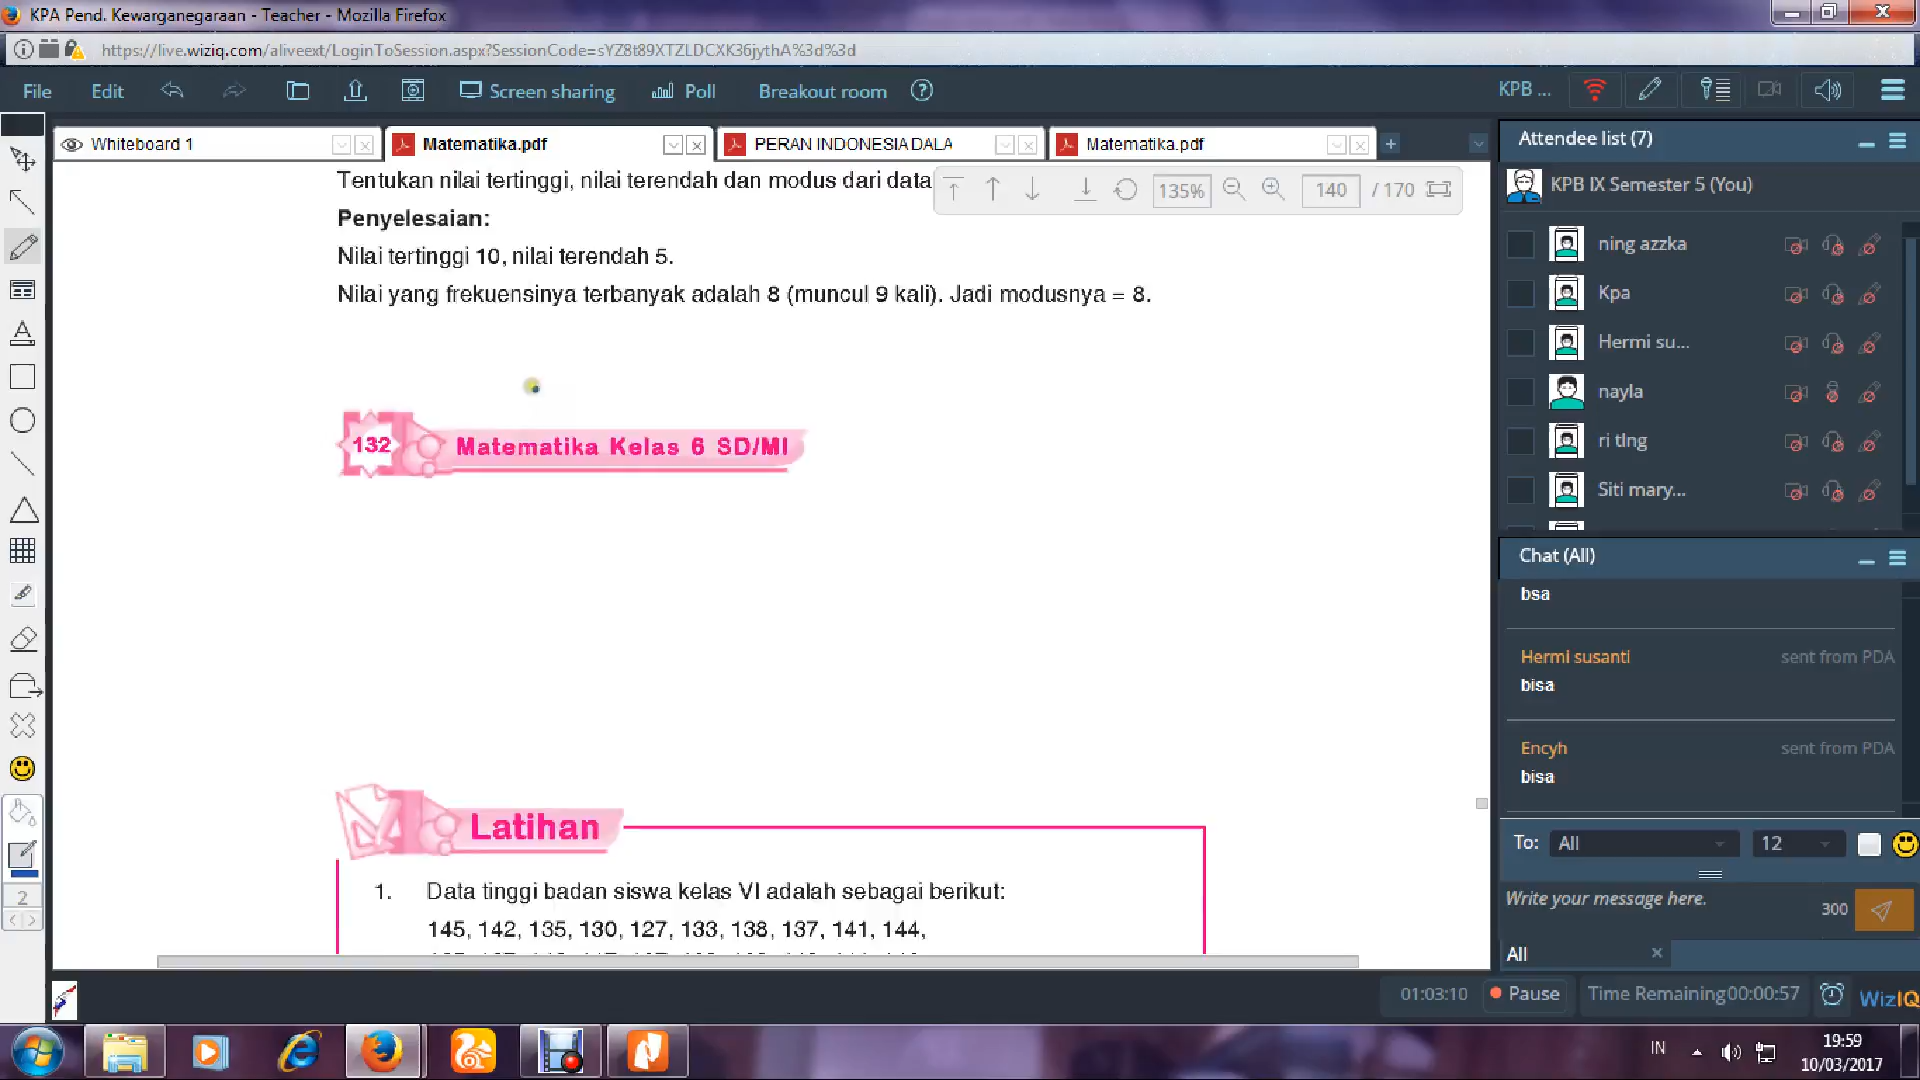 KPA Pend. Kewarganegaraan - Teacher - Mozilla Firefox
https://live.wiziq.com/aliveext/LoginToSession.aspx?SessionCode=sYZ8t89XTZLDCXK36jythA%3d%3d
File Edit Screen sharing Poll Breakout room ? KPB ...
Whiteboard 1
Matematika.pdf
PERAN INDONESIA DALA
Matematika.pdf
135% 140 / 170
Tentukan nilai tertinggi, nilai terendah dan modus dari data
Penyelesaian:
Nilai tertinggi 10, nilai terendah 5.
Nilai yang frekuensinya terbanyak adalah 8 (muncul 9 kali). Jadi modusnya = 8.
132 Matematika Kelas 6 SD/MI
Latihan
1. Data tinggi badan siswa kelas VI adalah sebagai berikut:
145, 142, 135, 130, 127, 133, 138, 137, 141, 144,
2
Attendee list (7)
KPB IX Semester 5 (You)
ning azzka
Kpa
Hermi su...
nayla
ri tlng
Siti mary...
Chat (All)
bsa
Hermi susanti sent from PDA
bisa
Encyh sent from PDA
bisa
To: All 12
Write your message here. 300
All
01:03:10 Pause Time Remaining00:00:57 WizIQ
IN 19:59
10/03/2017